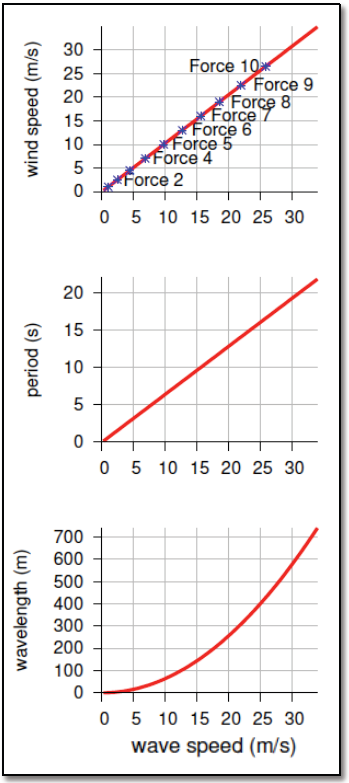 wind speed (m/s)
30
25
20
15
10
5
0
Force 10
Force 9
Force 8
Force 7
Force 6
Force 5
Force 4
Force 2
0 5 10 15 20 25 30
period (s)
20
15
10
5
0
0 5 10 15 20 25 30
wavelength (m)
700
600
500
400
300
200
100
0
0 5 10 15 20 25 30
wave speed (m/s)